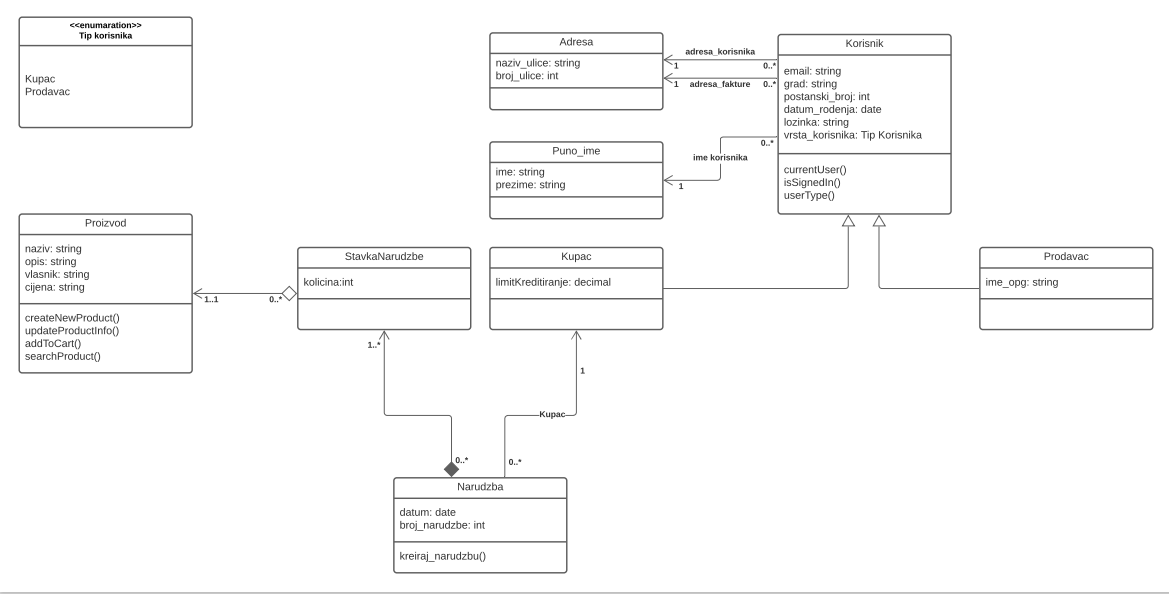 <<enumaration>>
Tip korisnika
Kupac
Prodavac
Adresa
naziv_ulice: string
broj_ulice: int
adresa_korisnika
1
0..*
1
adresa_fakture
0..*
Korisnik
email: string
grad: string
postanski_broj: int
datum_rodenja: date
lozinka: string
vrsta_korisnika: Tip Korisnika
currentUser()
isSignedIn()
userType()
Puno_ime
ime: string
prezime: string
0..*
ime korisnika
1
Proizvod
naziv: string
opis: string
vlasnik: string
cijena: string
createNewProduct()
updateProductInfo()
addToCart()
searchProduct()
1..1
0..*
StavkaNarudzbe
kolicina:int
Kupac
limitKreditiranje: decimal
Prodavac
ime_opg: string
1..*
1
Kupac
0..*
0..*
Narudzba
datum: date
broj_narudzbe: int
kreiraj_narudzbu()